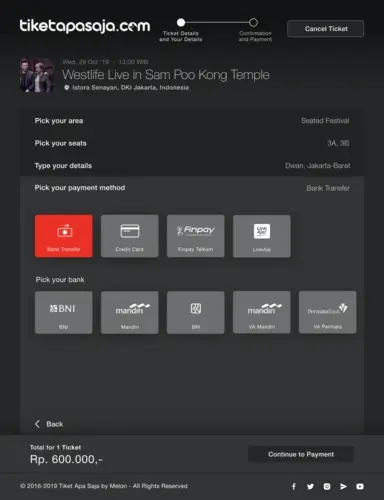 tiketapasaja.com
Ticket Details
and Your Details
Confirmation
and Payment
Cancel Ticket
Wed, 29 Oct '19 - 13:00 WIB
Westlife Live in Sam Poo Kong Temple
Istora Senayan, DKI Jakarta, Indonesia
Pick your area
Seated Festival
Pick your seats
3A, 3B
Type your details
Dwan, Jakarta-Barat
Pick your payment method
Bank Transfer
Bank Transfer
Credit Card
Finpay
Finpay Telkom
LinkAja!
LinkAja
Pick your bank
BNI
BNI
mandiri
Mandiri
BRI
mandiri
VA Mandiri
PermataBank
VA Permata
Back
Total for 1 Ticket
Rp. 600.000,-
Continue to Payment
© 2016-2019 Tiket Apa Saja by Melon - All Rights Reserved